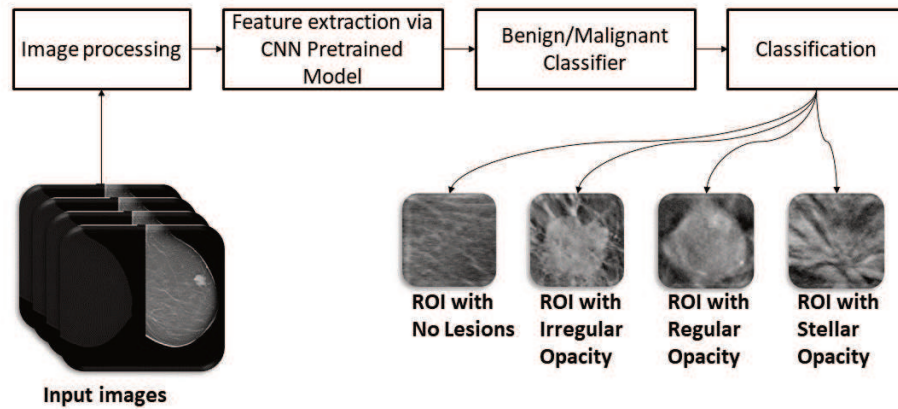 Image processing
Feature extraction via
CNN Pretrained
Model
Benign/Malignant
Classifier
Classification
ROI with
No Lesions
ROI with
Irregular
Opacity
ROI with
Regular
Opacity
ROI with
Stellar
Opacity
Input images